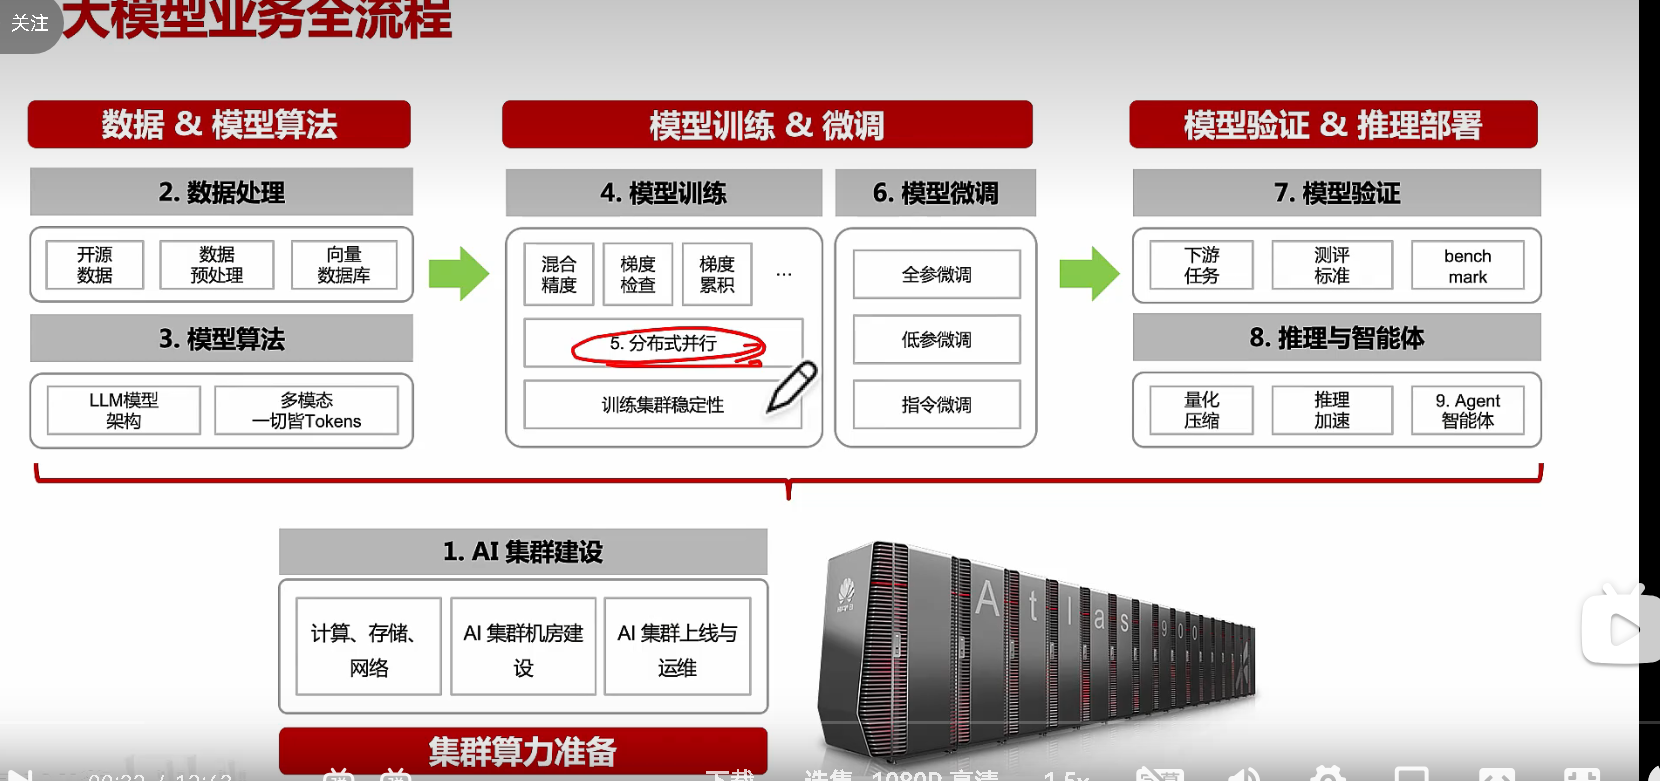 关注
大模型业务全流程
数据 & 模型算法
模型训练 & 微调
模型验证 & 推理部署
2. 数据处理
开源
数据
数据
预处理
向量
数据库
3. 模型算法
LLM模型
架构
多模态
一切皆Tokens
4. 模型训练
混合
精度
梯度
检查
梯度
累积
...
5. 分布式并行
训练集群稳定性
6. 模型微调
全参微调
低参微调
指令微调
7. 模型验证
下游
任务
测评
标准
bench
mark
8. 推理与智能体
量化
压缩
推理
加速
9. Agent
智能体
1. AI 集群建设
计算、存储、
网络
AI 集群机房建
设
AI 集群上线与
运维
集群算力准备
Atlas 900
下载
选集
1080P 高清
1.5x